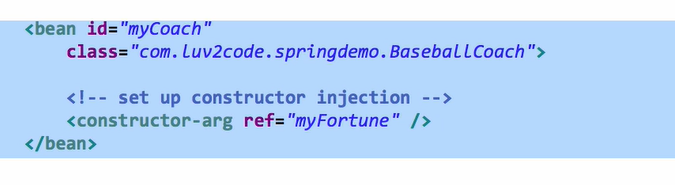 <bean id="myCoach"
class="com.luv2code.springdemo.BaseballCoach">
<!-- set up constructor injection -->
<constructor-arg ref="myFortune" />
</bean>